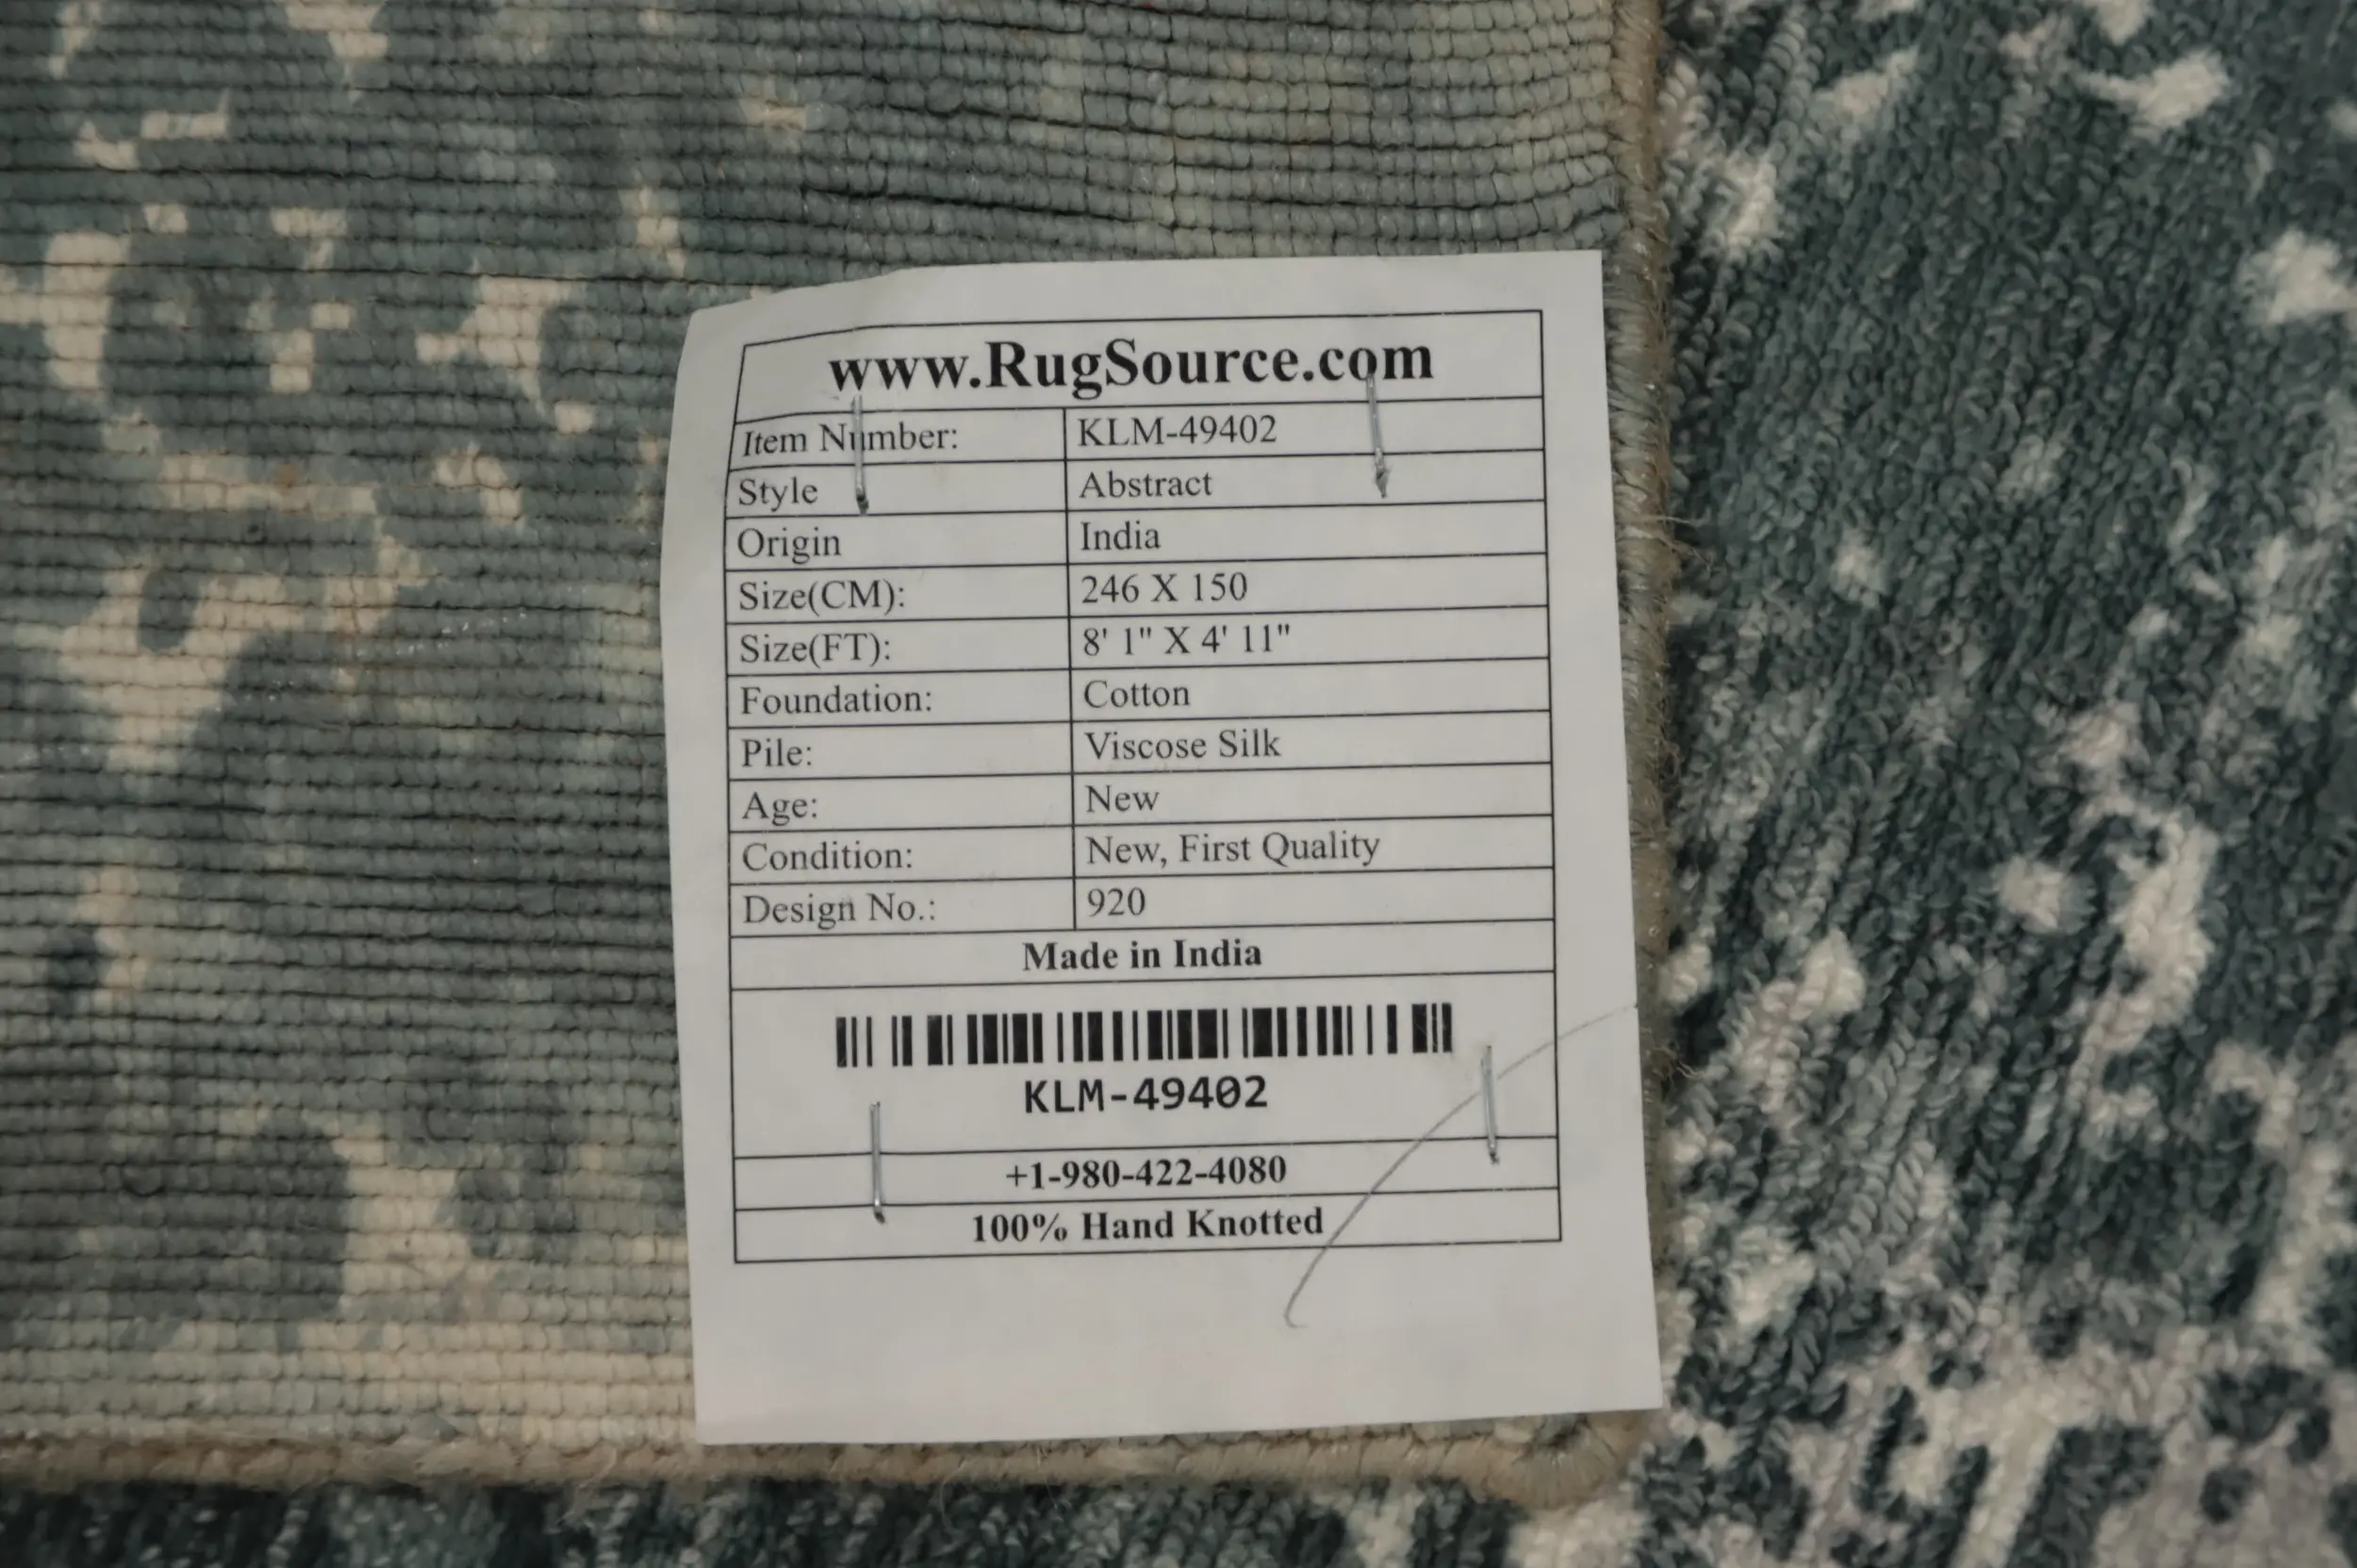 www.RugSource.com
Item Number: KLM-49402
Style Abstract
Origin India
Size(CM): 246 X 150
Size(FT): 8' 1" X 4' 11"
Foundation: Cotton
Pile: Viscose Silk
Age: New
Condition: New, First Quality
Design No.: 920
Made in India
KLM-49402
+1-980-422-4080
100% Hand Knotted